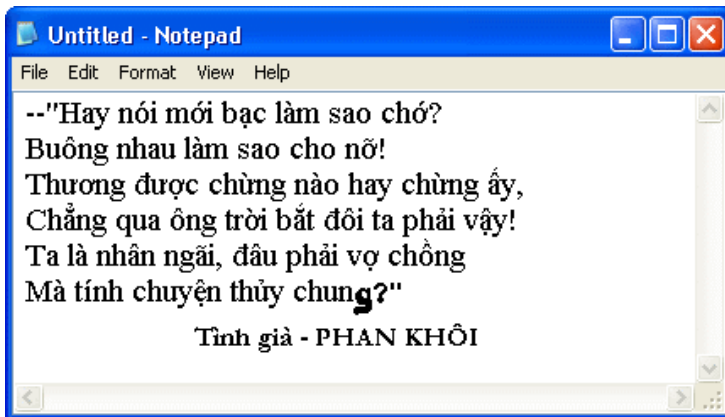 Untitled - Notepad
File Edit Format View Help
--"Hay nói mới bạc làm sao chớ?
Buông nhau làm sao cho nỡ!
Thương được chừng nào hay chừng ấy,
Chẳng qua ông trời bắt đôi ta phải vậy!
Ta là nhân ngãi, đâu phải vợ chồng
Mà tính chuyện thủy chung?"
Tình già - PHAN KHÔI